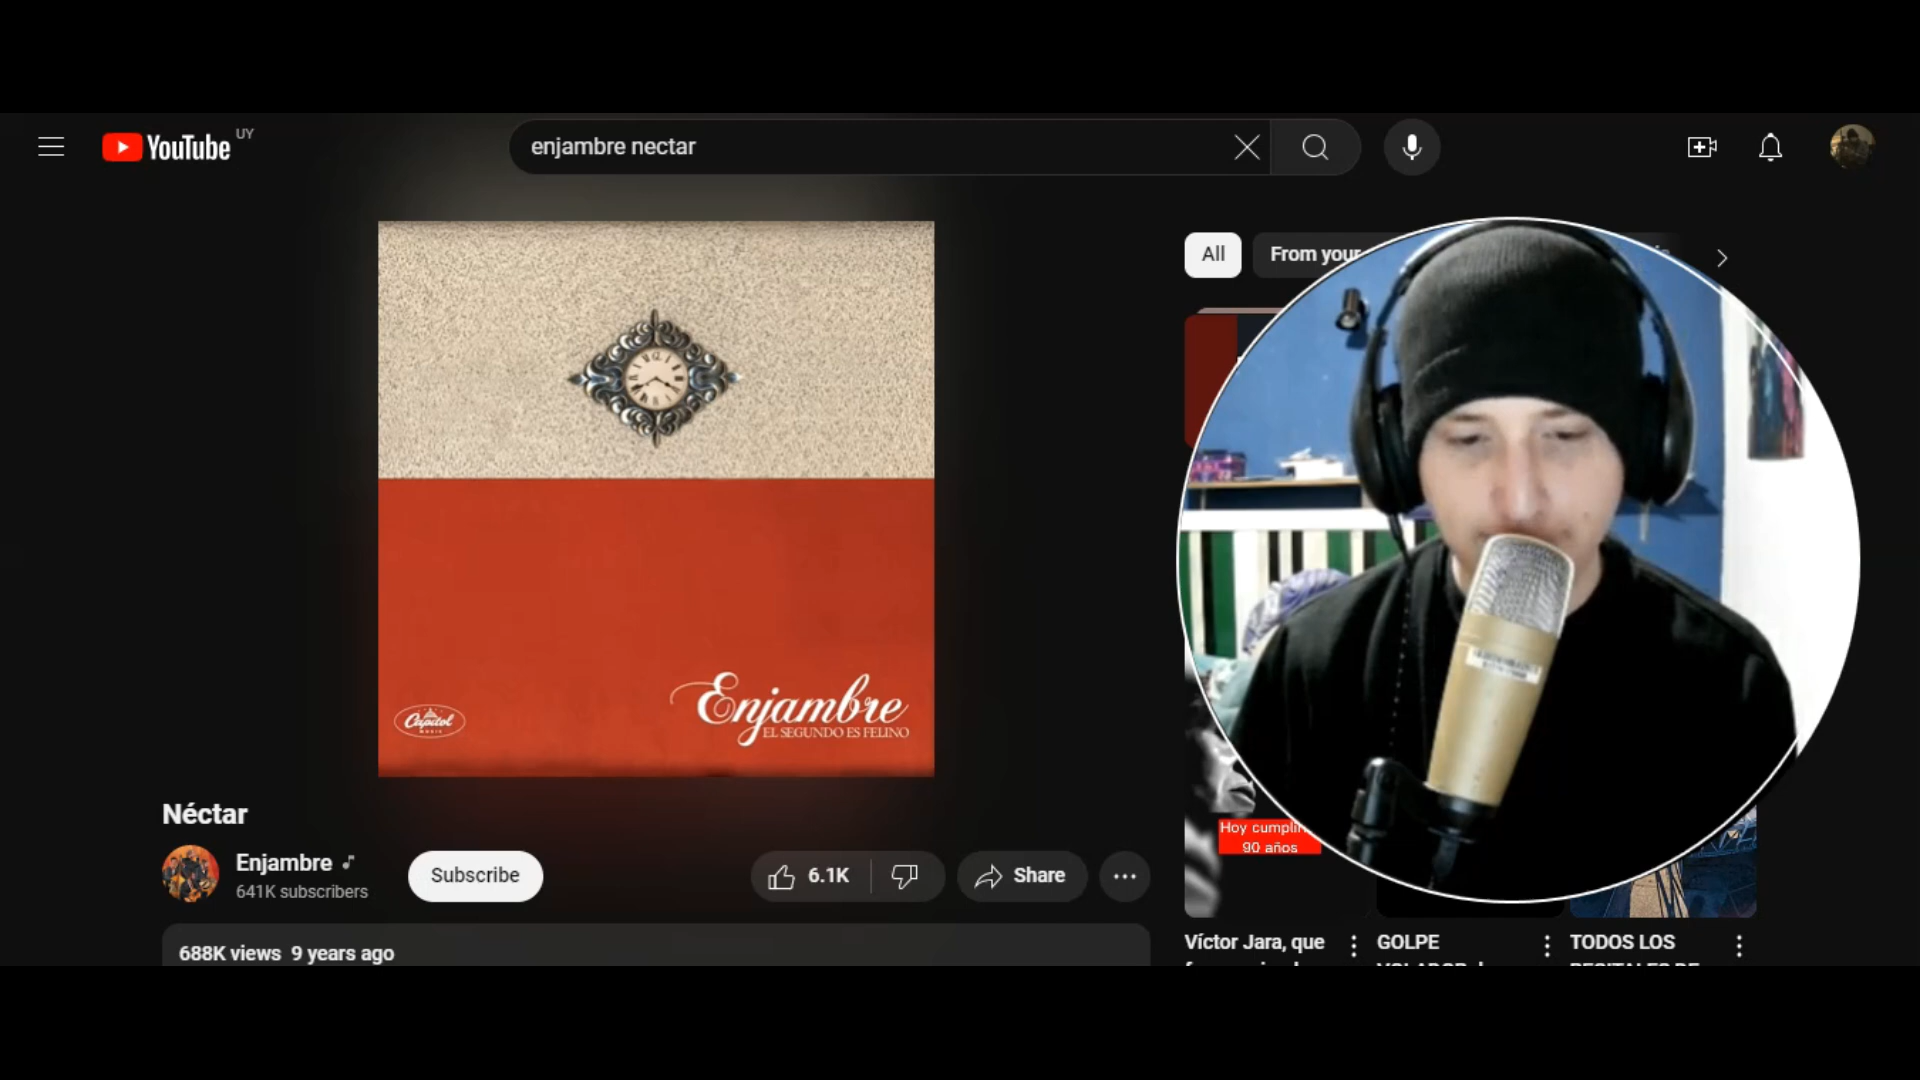 YouTube UY
enjambre nectar
All
From your
Enjambre
EL SEGUNDO ES FELINO
Capitol
MUSIC
Néctar
Enjambre
641K subscribers
Subscribe
6.1K
Share
688K views 9 years ago
Hoy cumpli
90 años
Víctor Jara, que
GOLPE
TODOS LOS